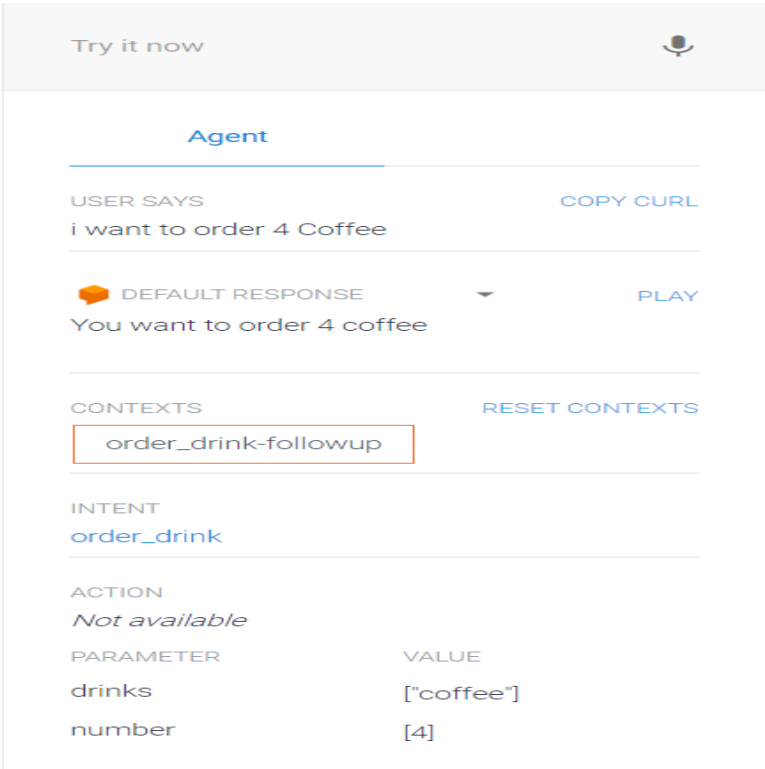 Try it now
Agent
USER SAYS COPY CURL
i want to order 4 Coffee
DEFAULT RESPONSE PLAY
You want to order 4 coffee
CONTEXTS RESET CONTEXTS
order_drink-followup
INTENT
order_drink
ACTION
Not available
PARAMETER VALUE
drinks ["coffee"]
number [4]